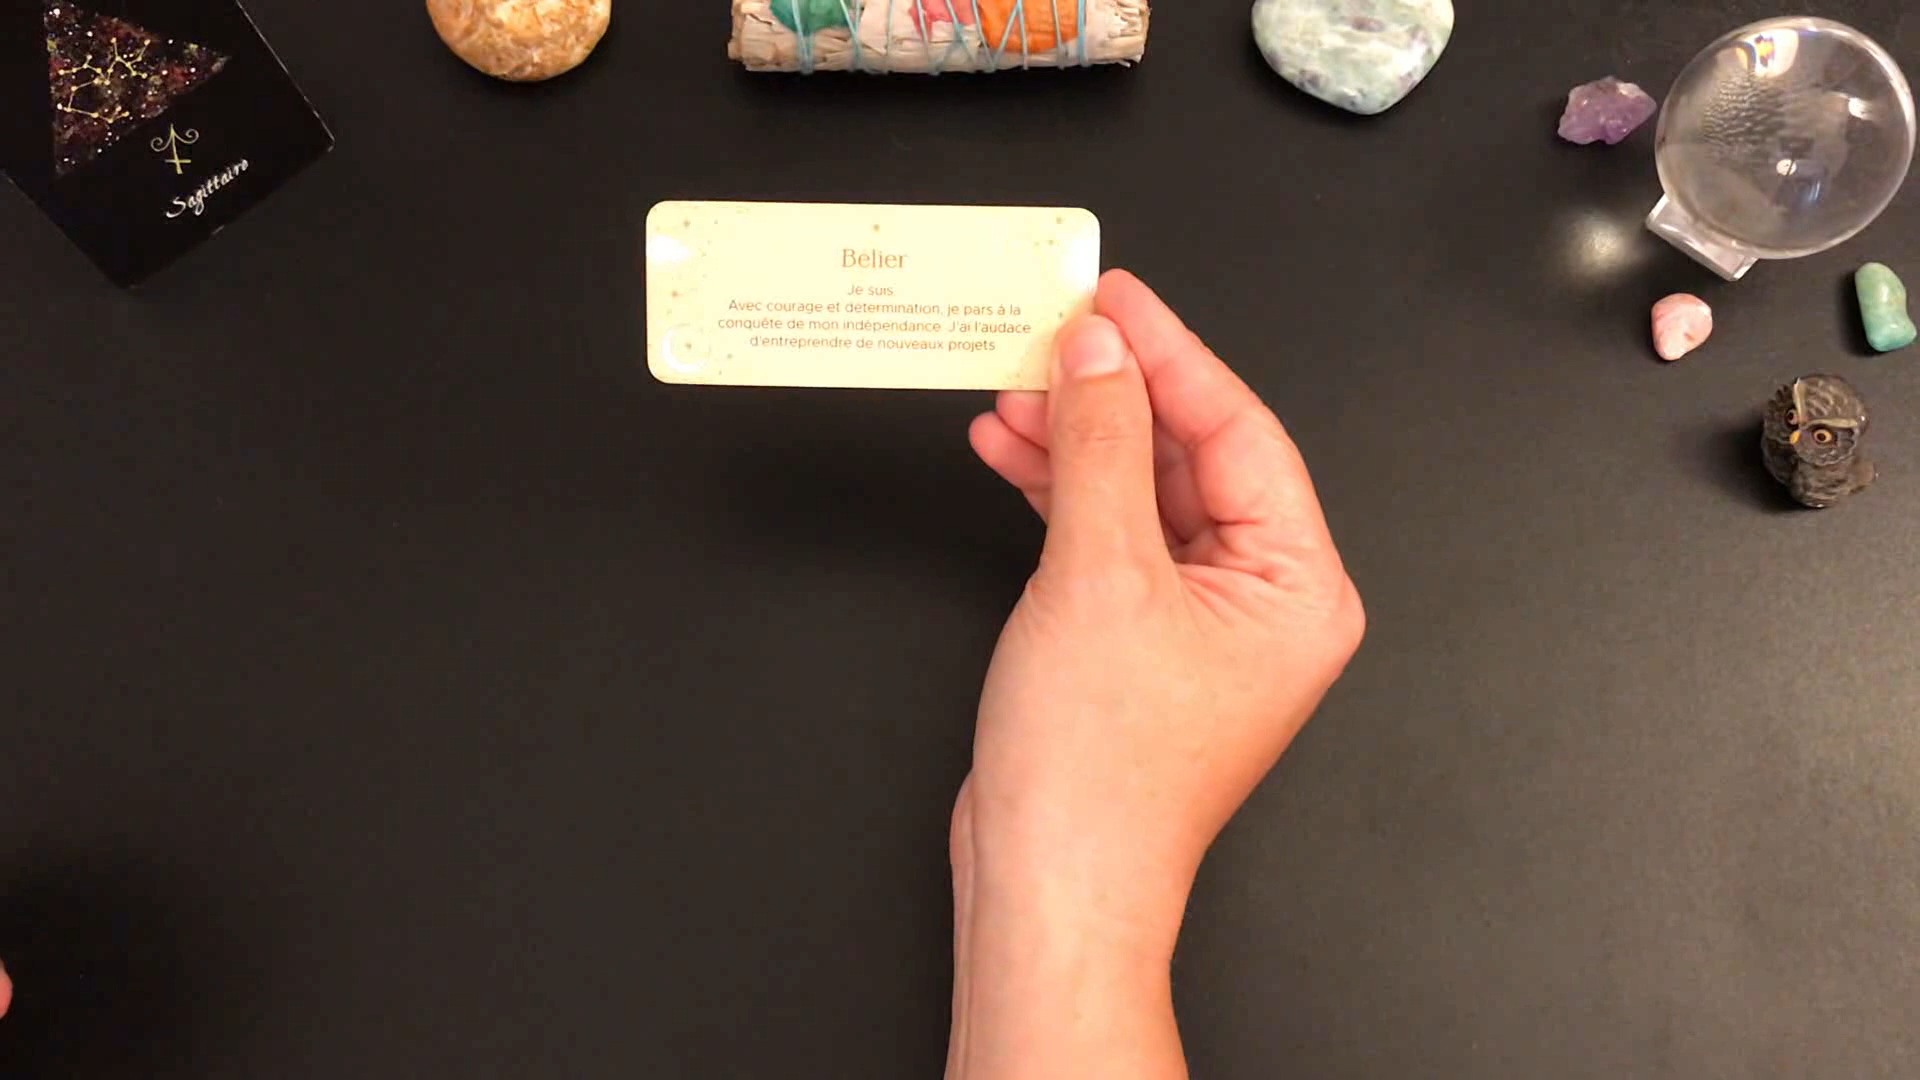 Sagittaire
Bélier
Je suis
Avec courage et détermination, je pars à la
conquête de mon indépendance. J'ai l'audace
d'entreprendre de nouveaux projets